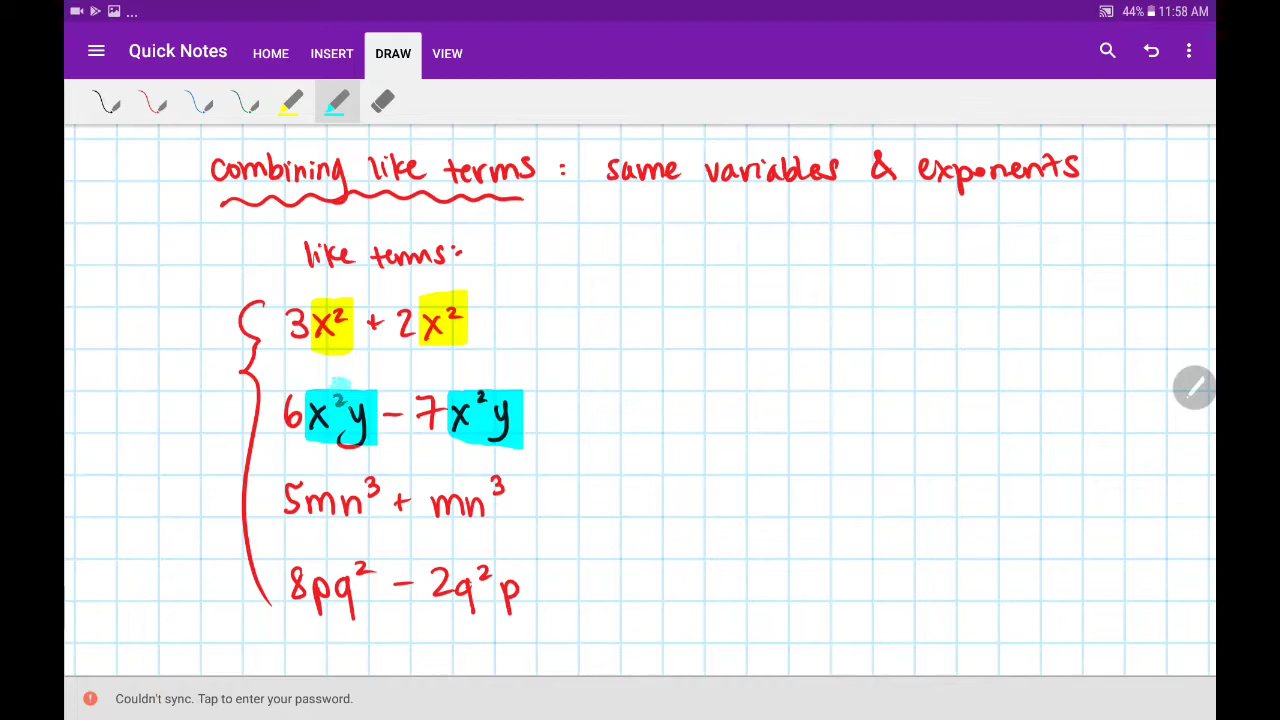 ... 44% 11:58 AM
Quick Notes HOME INSERT DRAW VIEW
combining like terms : same variables & exponents
like terms:
3x² + 2x²
6x²y − 7x²y
5mn³ + mn³
8pq² − 2q²p
Couldn't sync. Tap to enter your password.